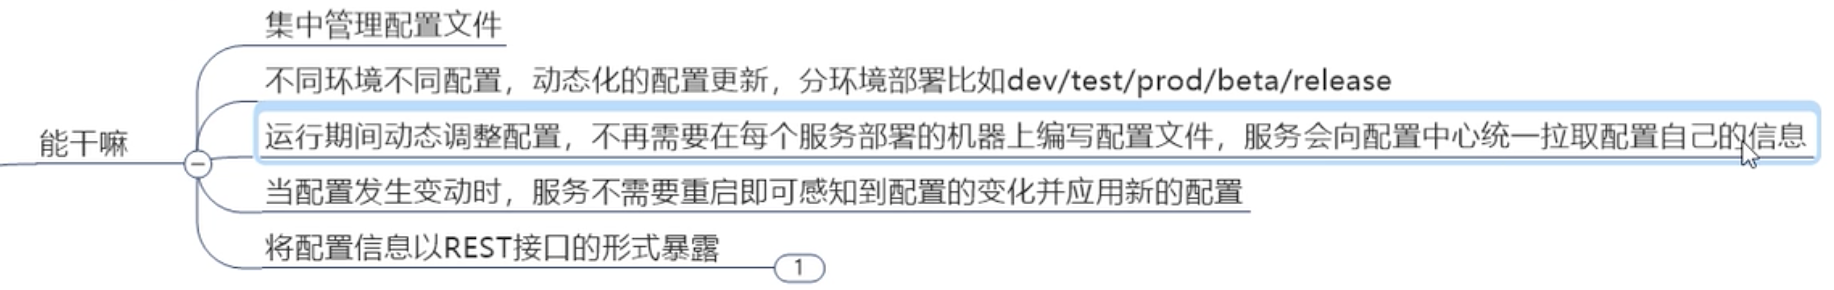 集中管理配置文件
不同环境不同配置，动态化的配置更新，分环境部署比如dev/test/prod/beta/release
能干嘛
运行期间动态调整配置，不再需要在每个服务部署的机器上编写配置文件，服务会向配置中心统一拉取配置自己的信息
当配置发生变动时，服务不需要重启即可感知到配置的变化并应用新的配置
将配置信息以REST接口的形式暴露
1